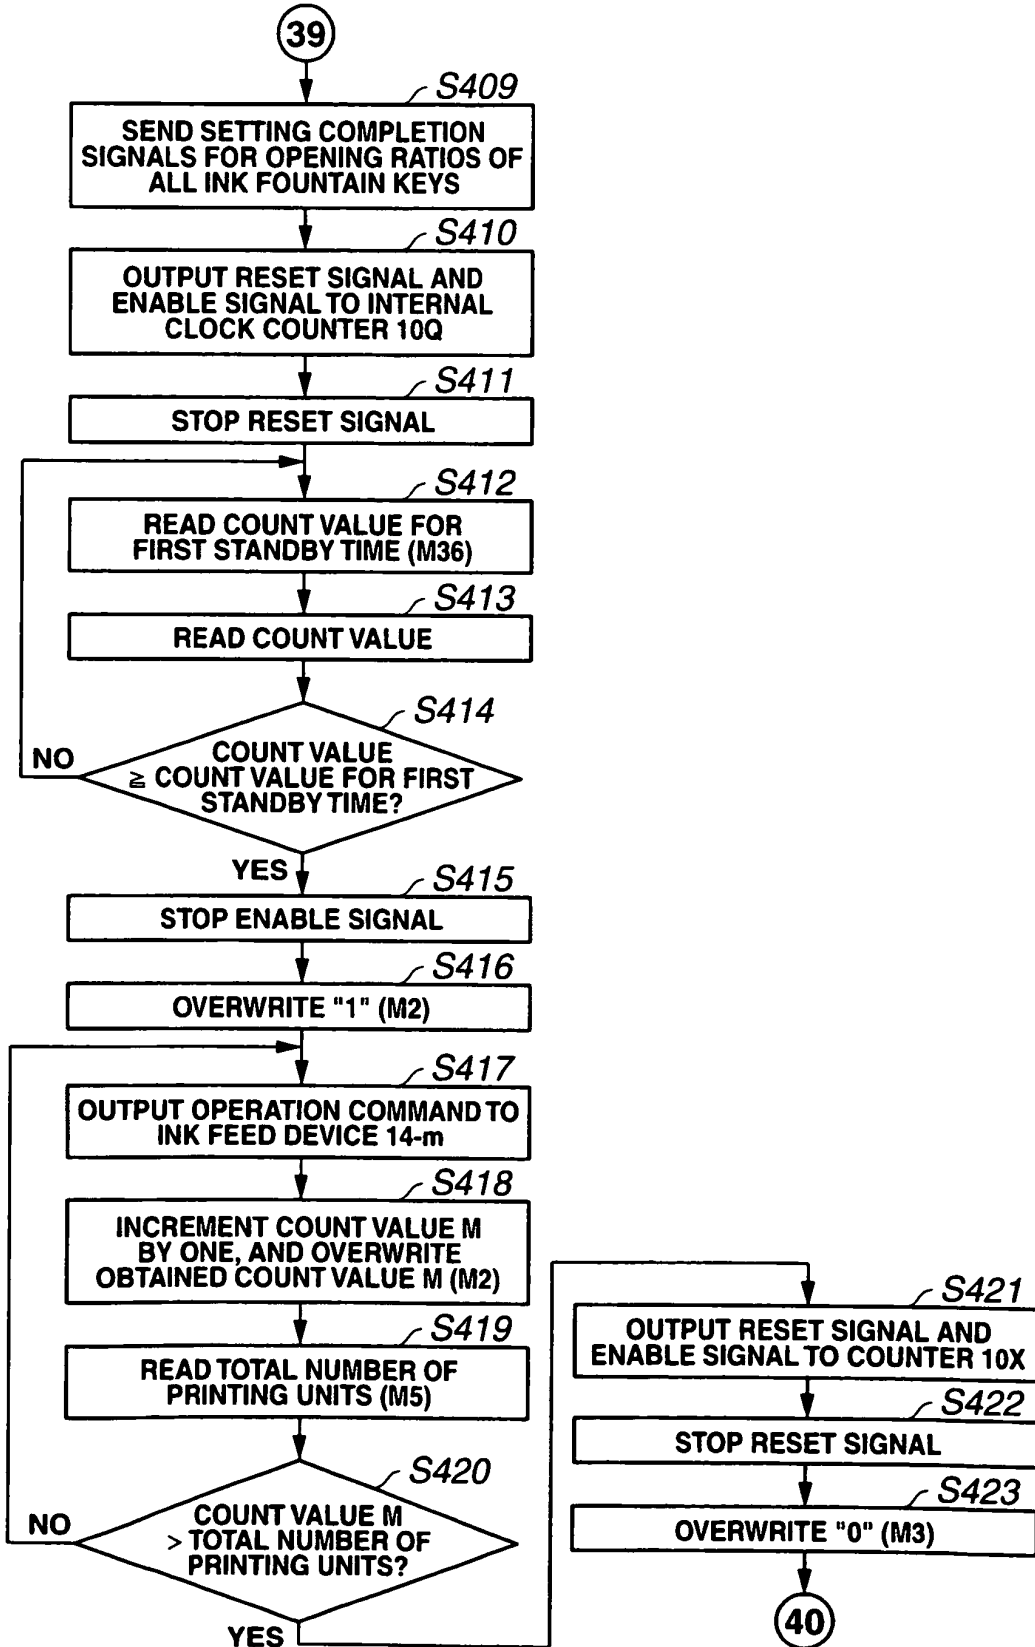 39
S409
SEND SETTING COMPLETION
SIGNALS FOR OPENING RATIOS OF
ALL INK FOUNTAIN KEYS
S410
OUTPUT RESET SIGNAL AND
ENABLE SIGNAL TO INTERNAL
CLOCK COUNTER 10Q
S411
STOP RESET SIGNAL
S412
READ COUNT VALUE FOR
FIRST STANDBY TIME (M36)
S413
READ COUNT VALUE
S414
COUNT VALUE
≧ COUNT VALUE FOR FIRST
STANDBY TIME?
NO
YES
S415
STOP ENABLE SIGNAL
S416
OVERWRITE "1" (M2)
S417
OUTPUT OPERATION COMMAND TO
INK FEED DEVICE 14-m
S418
INCREMENT COUNT VALUE M
BY ONE, AND OVERWRITE
OBTAINED COUNT VALUE M (M2)
S419
READ TOTAL NUMBER OF
PRINTING UNITS (M5)
S420
COUNT VALUE M
> TOTAL NUMBER OF
PRINTING UNITS?
NO
YES
S421
OUTPUT RESET SIGNAL AND
ENABLE SIGNAL TO COUNTER 10X
S422
STOP RESET SIGNAL
S423
OVERWRITE "0" (M3)
40